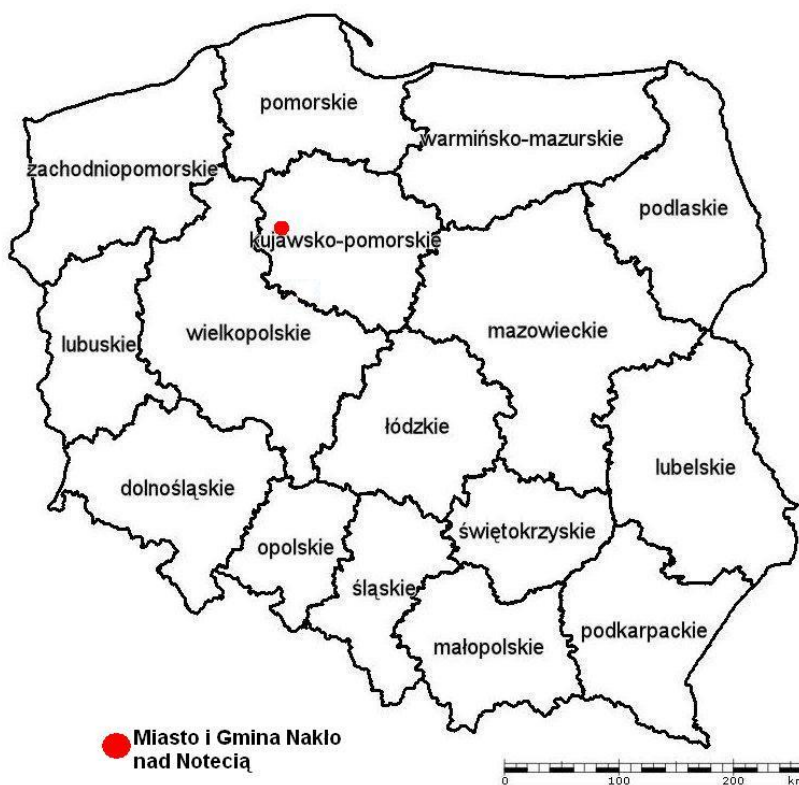 pomorskie
warmińsko-mazurskie
zachodniopomorskie
podlaskie
kujawsko-pomorskie
mazowieckie
wielkopolskie
lubuskie
łódzkie
lubelskie
dolnośląskie
świętokrzyskie
opolskie
śląskie
podkarpackie
małopolskie
Miasto i Gmina Nakło
nad Notecią
0 100 200 km